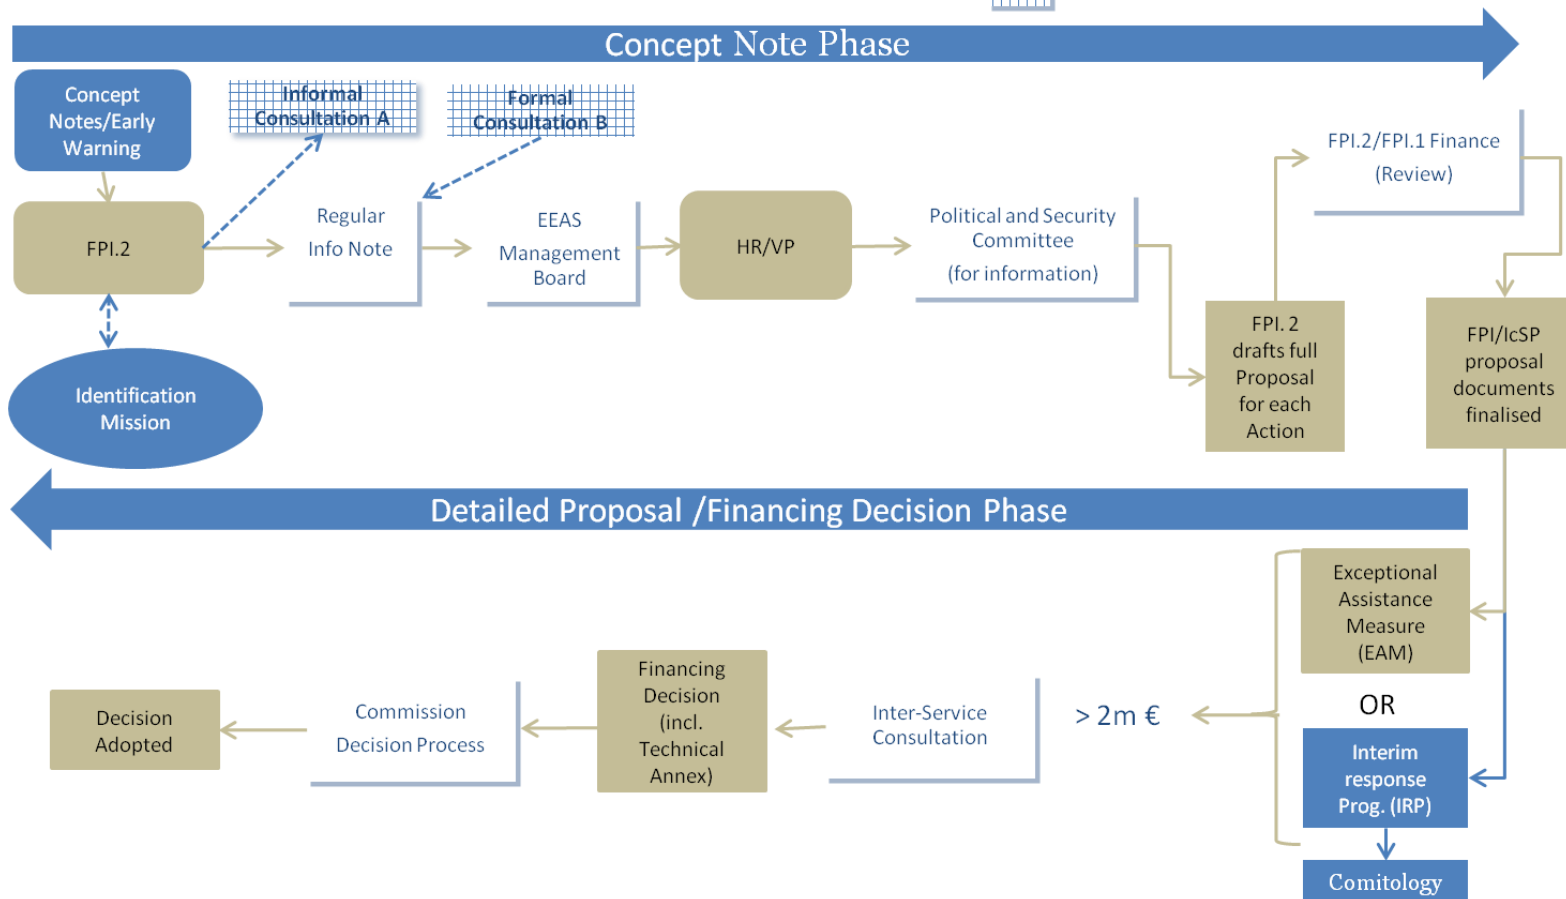 Concept Note Phase
Concept
Notes/Early
Warning
Informal
Consultation A
Formal
Consultation B
FPI.2/FPI.1 Finance
(Review)
FPI.2
Regular
Info Note
EEAS
Management
Board
HR/VP
Political and Security
Committee
(for information)
FPI. 2
drafts full
Proposal
for each
Action
FPI/IcSP
proposal
documents
finalised
Identification
Mission
Detailed Proposal /Financing Decision Phase
Exceptional
Assistance
Measure
(EAM)
OR
Interim
response
Prog. (IRP)
Comitology
> 2m €
Inter-Service
Consultation
Financing
Decision
(incl.
Technical
Annex)
Commission
Decision Process
Decision
Adopted